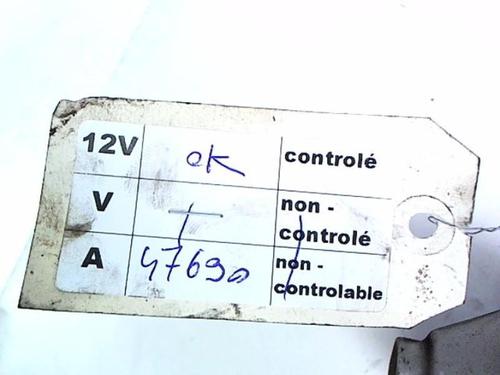 12V ok controlé
V non -
controlé
A 47690 non -
controlable